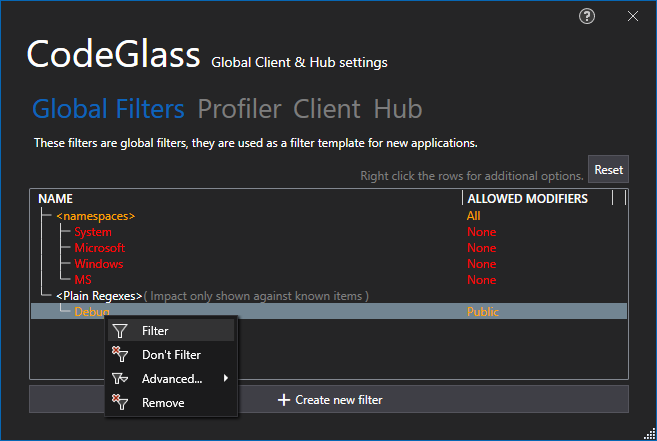 CodeGlass Global Client & Hub settings
Global Filters Profiler Client Hub
These filters are global filters, they are used as a filter template for new applications.
Right click the rows for additional options. Reset
NAME ALLOWED MODIFIERS
<namespaces> All
System None
Microsoft None
Windows None
MS None
<Plain Regexes> ( Impact only shown against known items )
Debug Public
Filter
Don't Filter
Advanced...
Remove
+ Create new filter